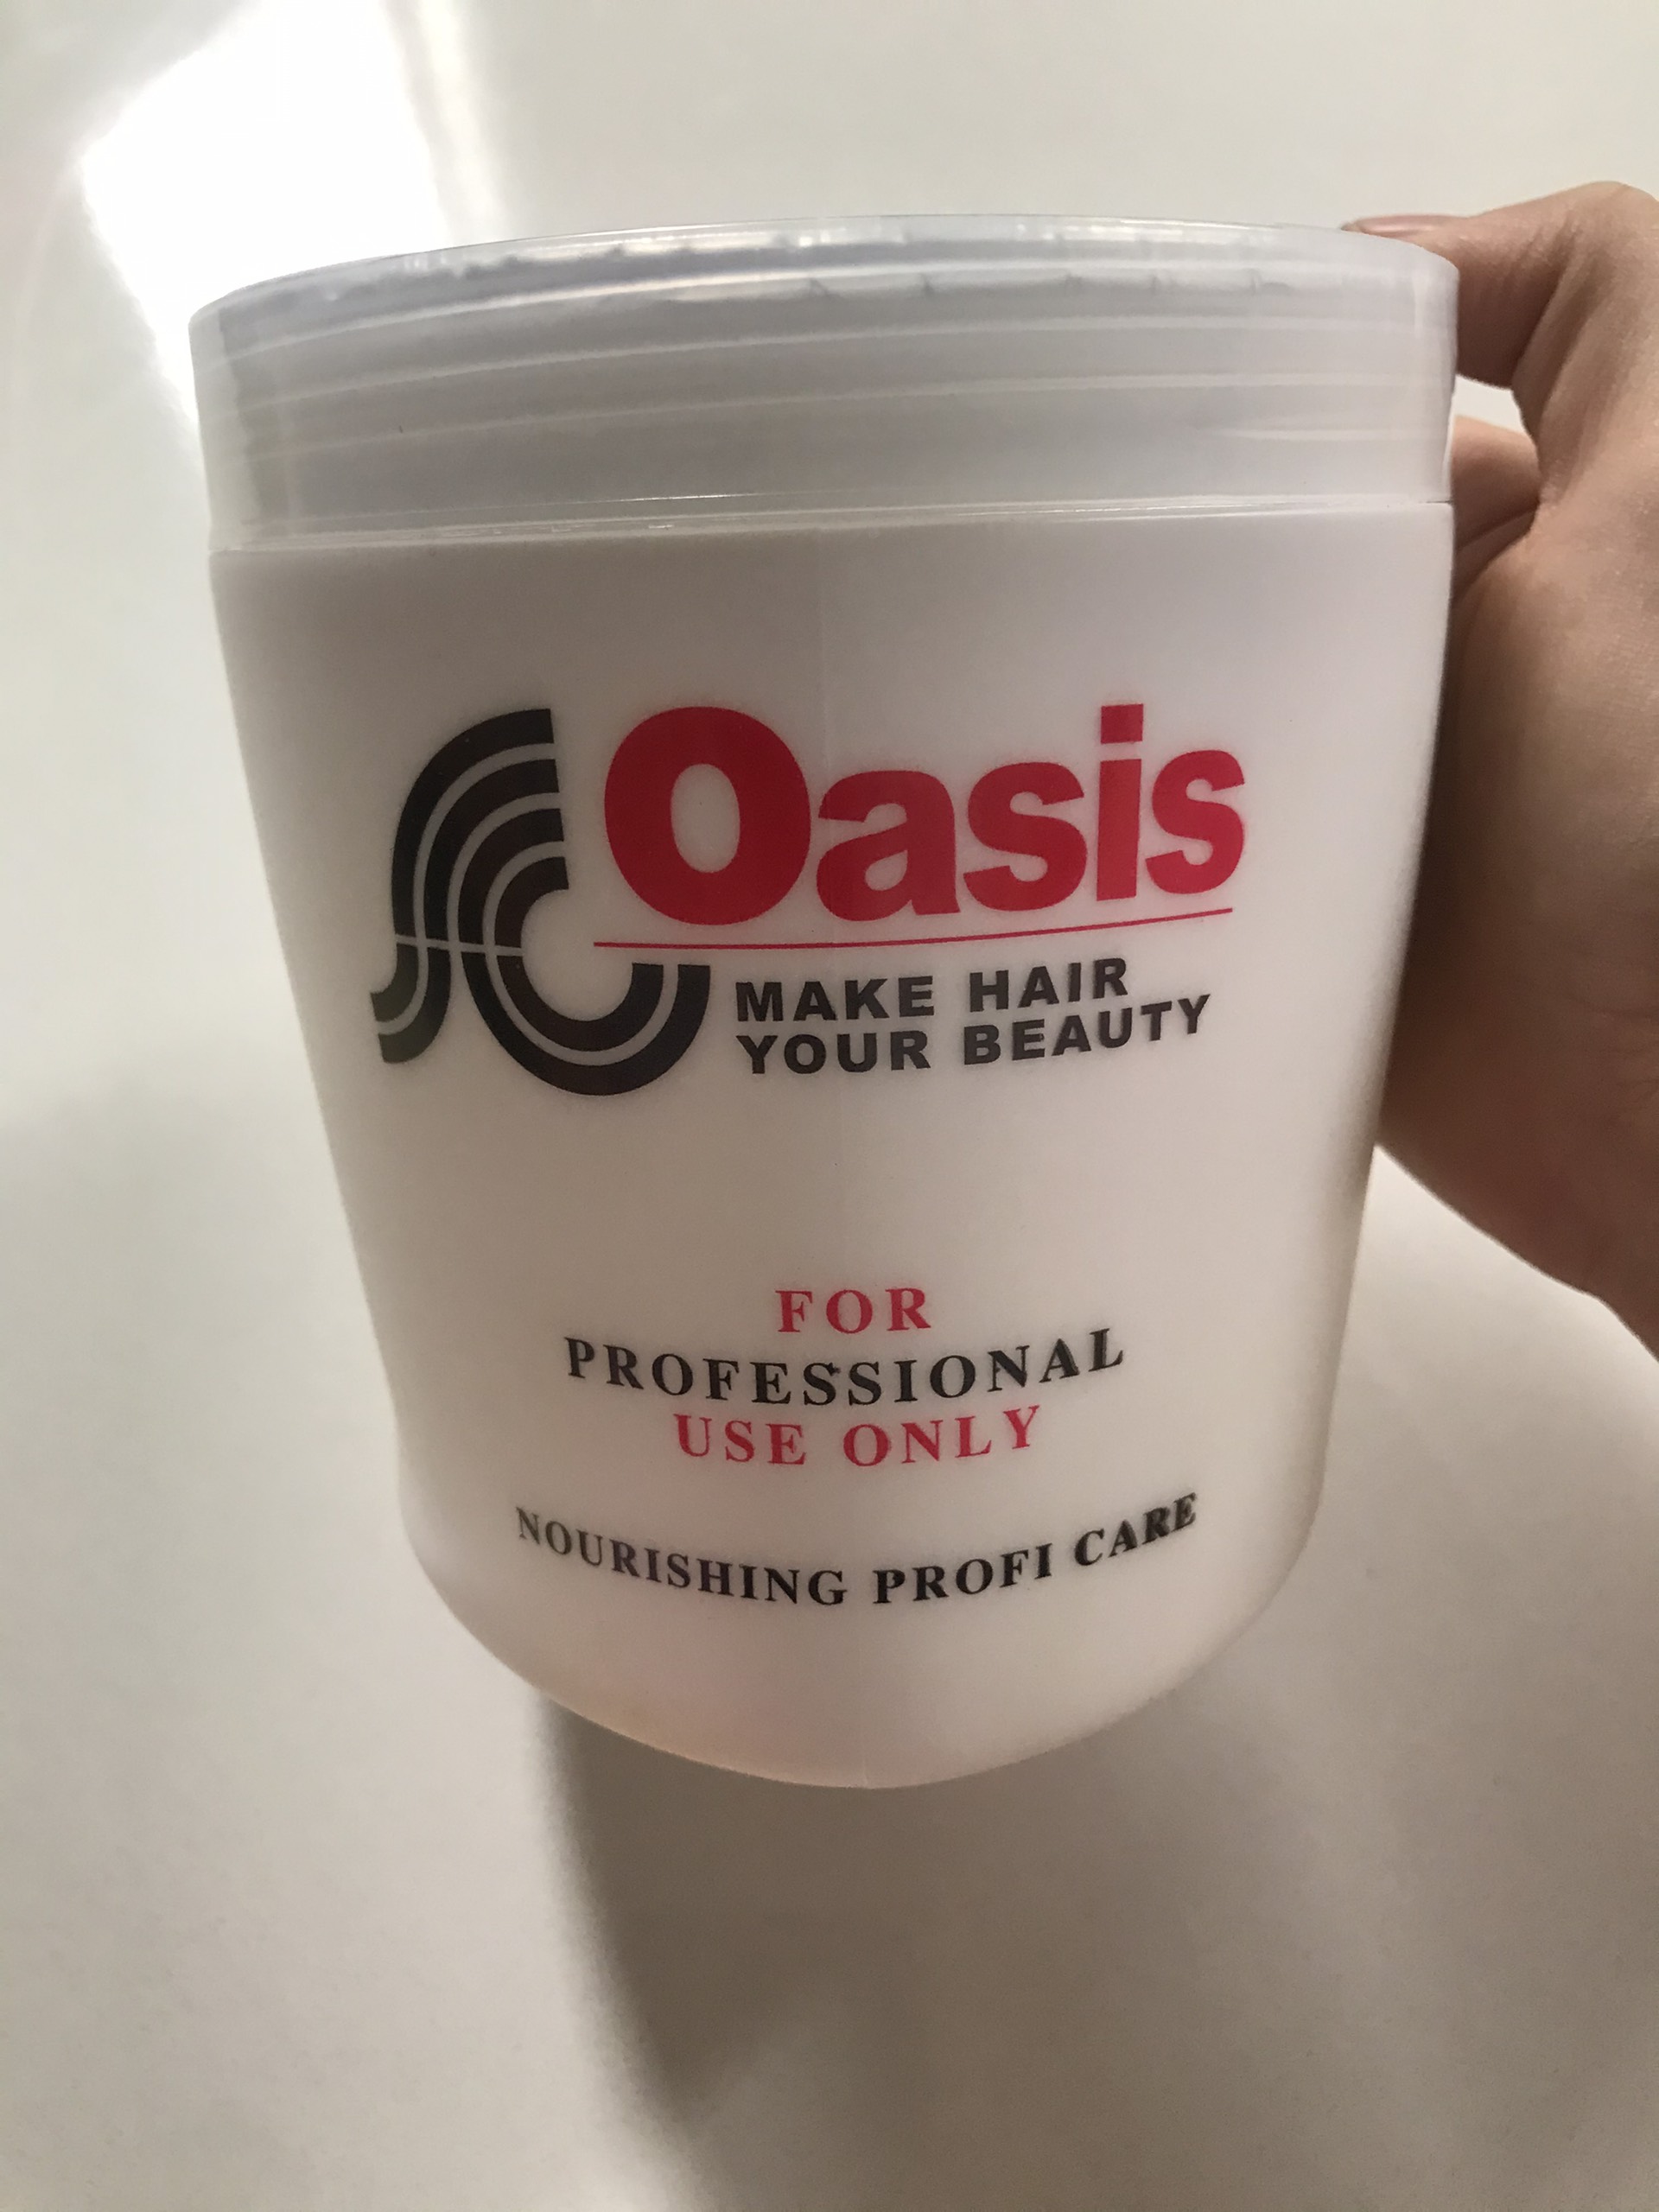 Oasis
MAKE HAIR
YOUR BEAUTY
FOR
PROFESSIONAL
USE ONLY
NOURISHING PROFI CARE